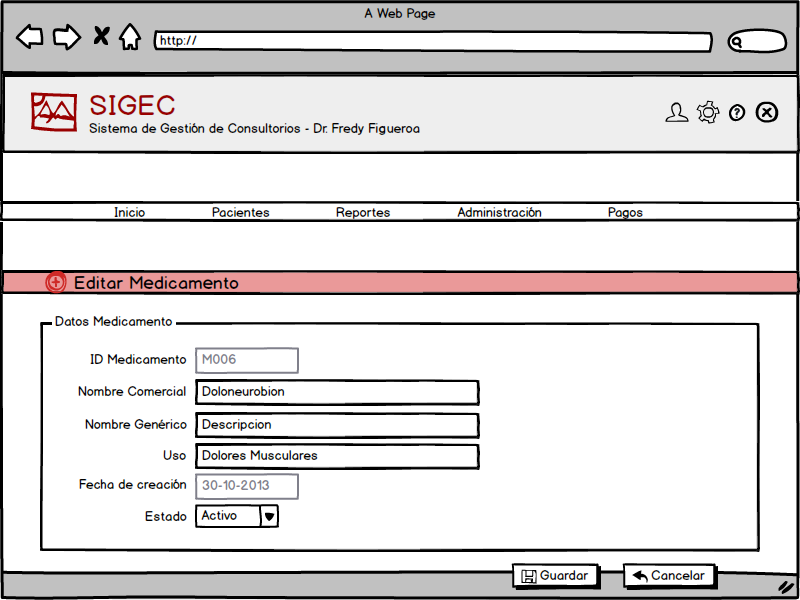 A Web Page
http://
SIGEC
Sistema de Gestión de Consultorios - Dr. Fredy Figueroa
Inicio Pacientes Reportes Administración Pagos
Editar Medicamento
Datos Medicamento
ID Medicamento M006
Nombre Comercial Doloneurobion
Nombre Genérico Descripcion
Uso Dolores Musculares
Fecha de creación 30-10-2013
Estado Activo
Guardar Cancelar